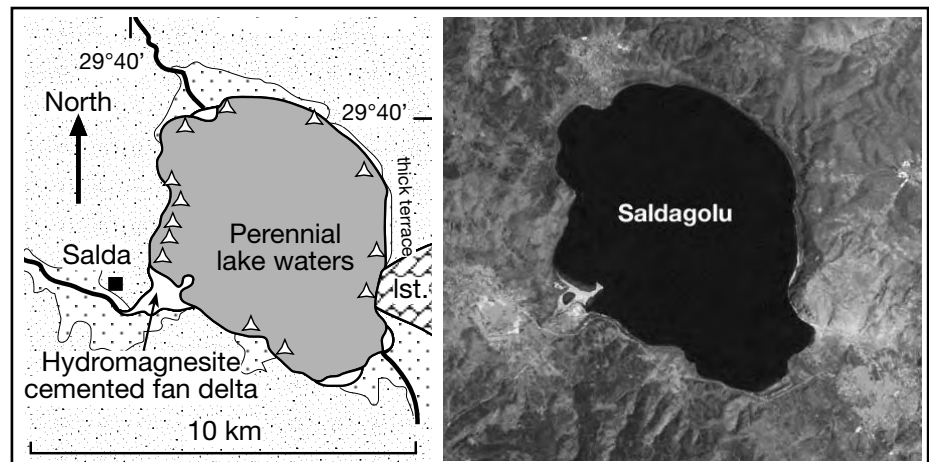 29°40'
North
29°40'
thick terrace
Perennial
lake waters
Salda
lst.
Hydromagnesite
cemented fan delta
10 km
Saldagolu